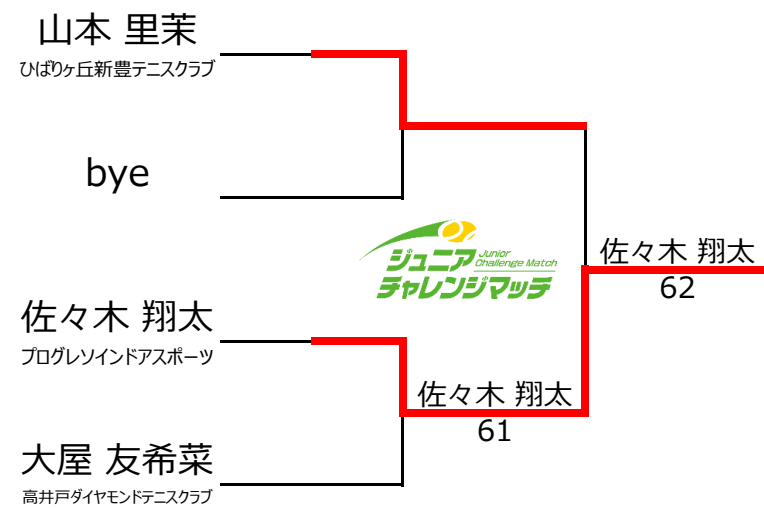 山本 里茉
ひばりヶ丘新豊テニスクラブ
bye
ジュニア
Junior
Challenge Match
チャレンジマッチ
佐々木 翔太
62
佐々木 翔太
プログレソインドアスポーツ
佐々木 翔太
61
大屋 友希菜
高井戸ダイヤモンドテニスクラブ